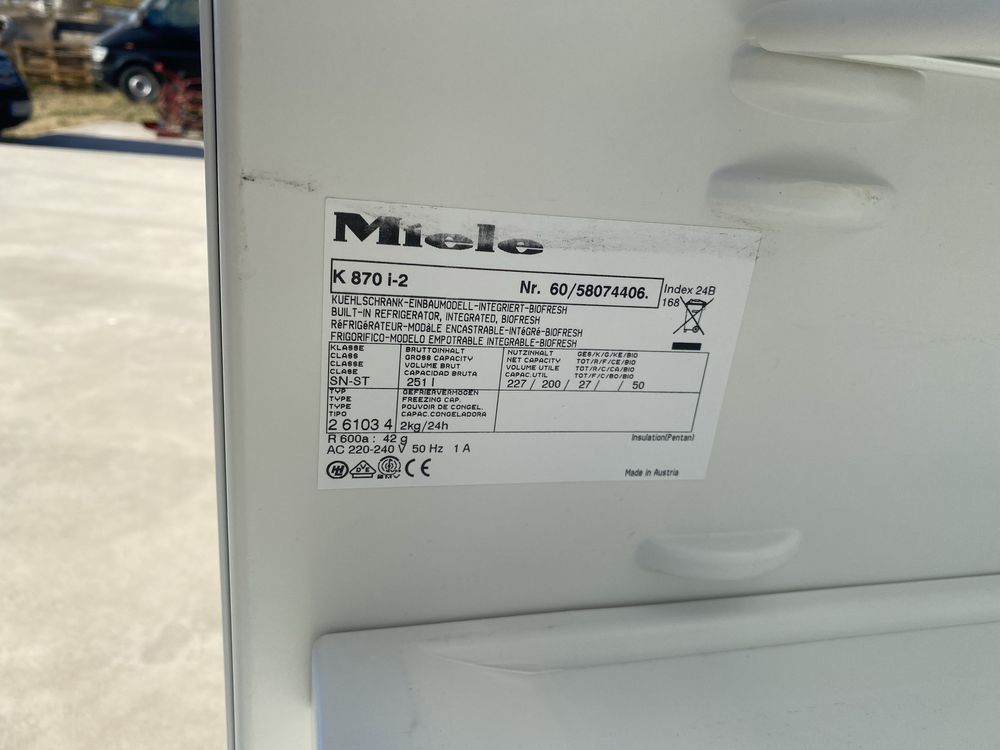 Miele
K 870 i-2 Nr. 60/58074406. Index 24B
168
KUEHLSCHRANK-EINBAUMODELL-INTEGRIERT-BIOFRESH
BUILT-IN REFRIGERATOR, INTEGRATED, BIOFRESH
RéFRIGéRATEUR-MODèLE ENCASTRABLE-INTéGRé-BIOFRESH
FRIGORIFICO-MODELO EMPOTRABLE INTEGRABLE-BIOFRESH
KLASSE BRUTTOINHALT NUTZINHALT GES/K/G/KE/BIO
CLASS GROSS CAPACITY NET CAPACITY TOT/R/F/CE/BIO
CLASSE VOLUME BRUT VOLUME UTILE TOT/R/C/CA/BIO
CLASE CAPACIDAD BRUTA CAPAC.UTIL TOT/F/C/BO/BIO
SN-ST 251 l 227 / 200 / 27 / / 50
TYP GEFRIERVERMÖGEN
TYPE FREEZING CAP.
TYPE POUVOIR DE CONGEL.
TIPO CAPAC.CONGELADORA
2 6103 4 2kg/24h
R 600a : 42 g Insulation(Pentan)
AC 220-240 V 50 Hz 1 A
VDE CE Made in Austria